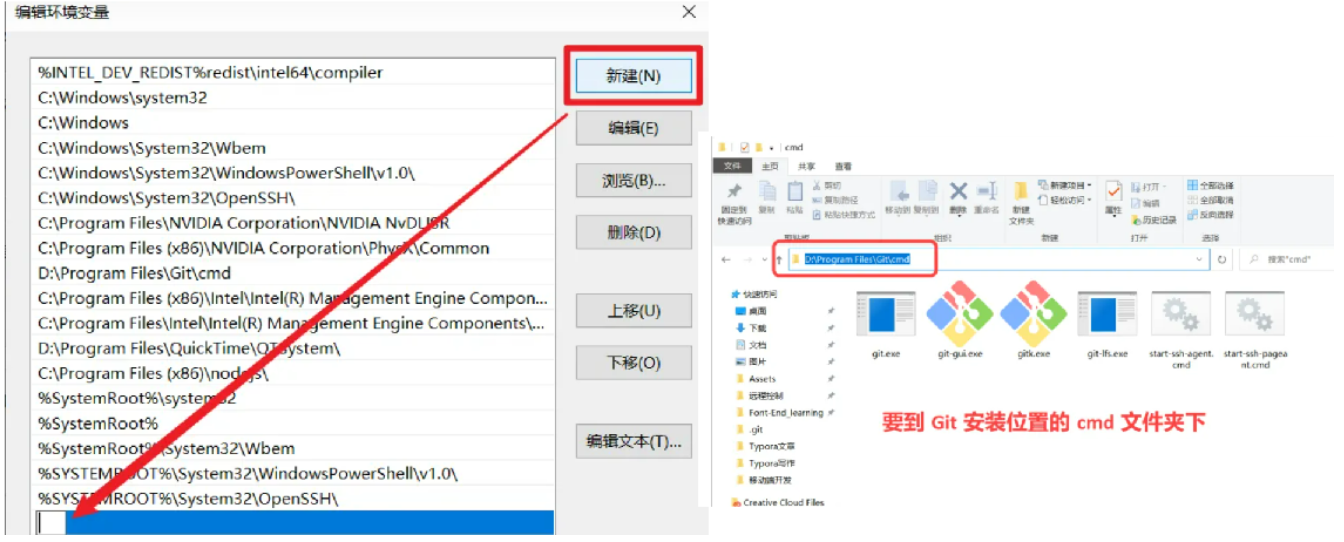 编辑环境变量
%INTEL_DEV_REDIST%redist\intel64\compiler
C:\Windows\system32
C:\Windows
C:\Windows\System32\Wbem
C:\Windows\System32\WindowsPowerShell\v1.0\
C:\Windows\System32\OpenSSH\
C:\Program Files\NVIDIA Corporation\NVIDIA NvDLISR
C:\Program Files (x86)\NVIDIA Corporation\PhysX\Common
D:\Program Files\Git\cmd
C:\Program Files (x86)\Intel\Intel(R) Management Engine Compon...
C:\Program Files\Intel\Intel(R) Management Engine Components\...
D:\Program Files\QuickTime\QTSystem\
C:\Program Files (x86)\nodejs\
%SystemRoot%\system32
%SystemRoot%
%SystemRoot%\System32\Wbem
%SYSTEMROOT%\System32\WindowsPowerShell\v1.0\
%SYSTEMROOT%\System32\OpenSSH\
新建(N)
编辑(E)
浏览(B)...
删除(D)
上移(U)
下移(O)
编辑文本(T)...
cmd
文件 主页 共享 查看
固定到快速访问
复制
粘贴
剪切
复制路径
粘贴快捷方式
剪贴板
移动到 复制到 删除 重命名
组织
新建文件夹
新建项目
轻松访问
新建
属性
打开
编辑
历史记录
打开
全部选择
全部取消
反向选择
选择
D:\Program Files\Git\cmd
搜索"cmd"
快速访问
桌面
下载
文档
图片
Assets
远程控制
Font-End_learning
.git
Typora文章
Typora写作
移动端开发
Creative Cloud Files
git.exe
git-gui.exe
gitk.exe
git-lfs.exe
start-ssh-agent.cmd
start-ssh-pageant.cmd
要到 Git 安装位置的 cmd 文件夹下